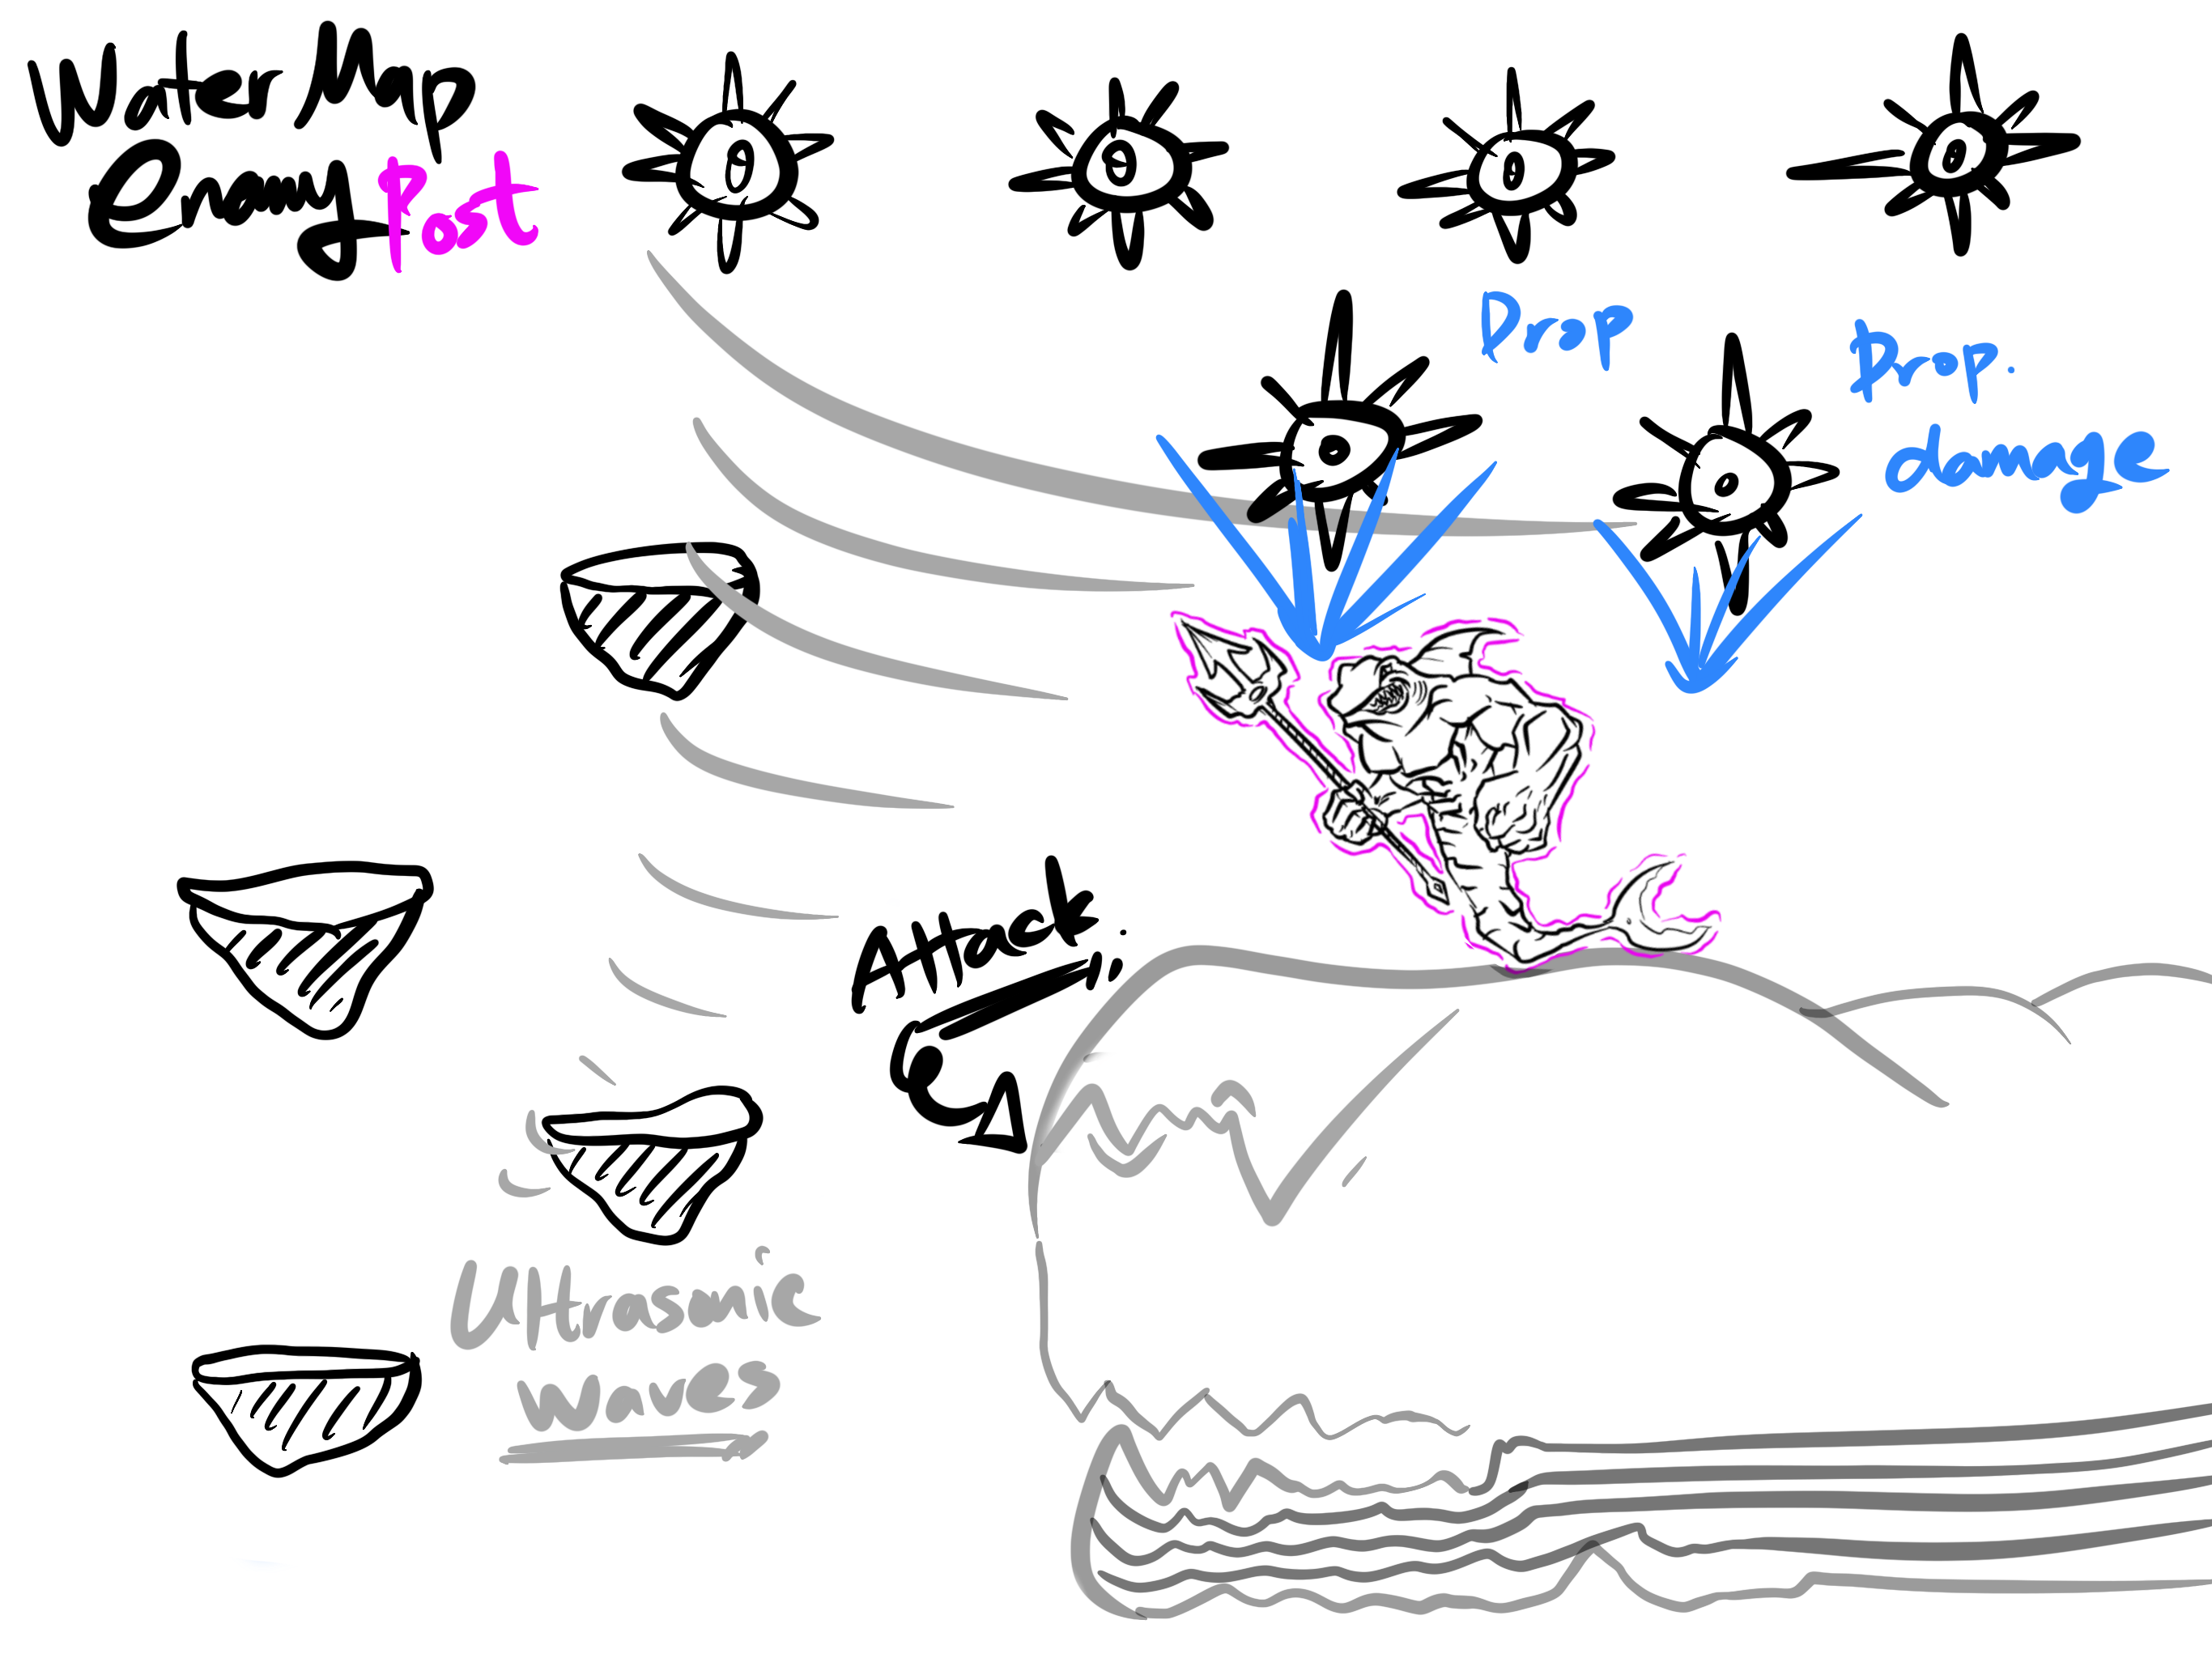 Water Map
Enemy Post
Drop
Drop.
damage
Attack.
Ultrasonic
waves